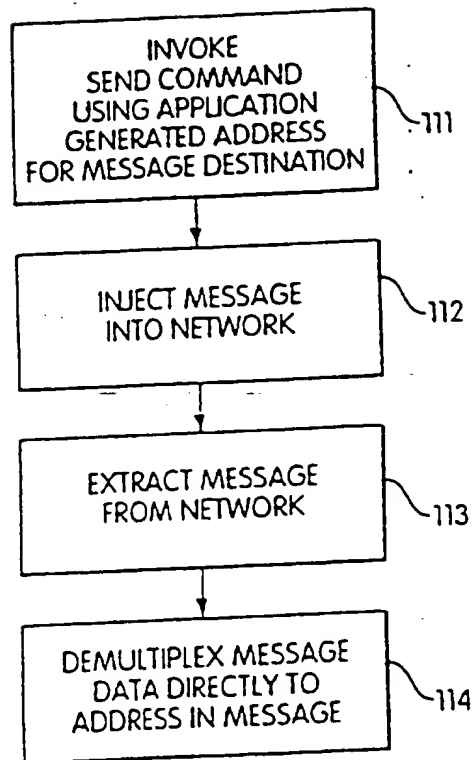 INVOKE
SEND COMMAND
USING APPLICATION
GENERATED ADDRESS
FOR MESSAGE DESTINATION
111
INJECT MESSAGE
INTO NETWORK
112
EXTRACT MESSAGE
FROM NETWORK
113
DEMULTIPLEX MESSAGE
DATA DIRECTLY TO
ADDRESS IN MESSAGE
114